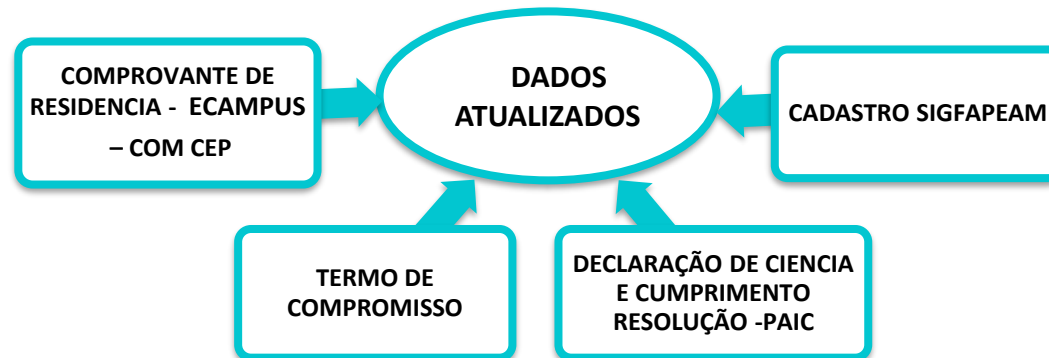 COMPROVANTE DE
RESIDENCIA - ECAMPUS
– COM CEP
DADOS
ATUALIZADOS
CADASTRO SIGFAPEAM
TERMO DE
COMPROMISSO
DECLARAÇÃO DE CIENCIA
E CUMPRIMENTO
RESOLUÇÃO -PAIC